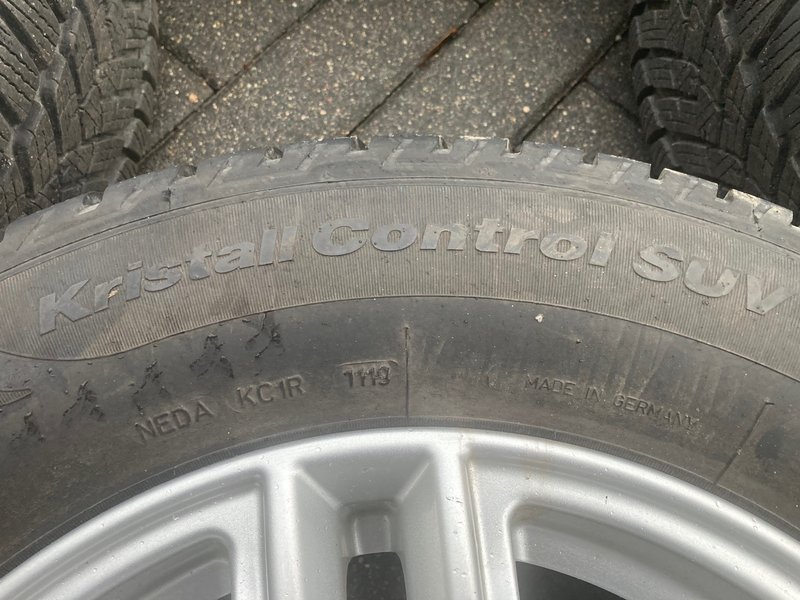 Kristall Control SUV
NEDA KC1R 1119 MADE IN GERMANY